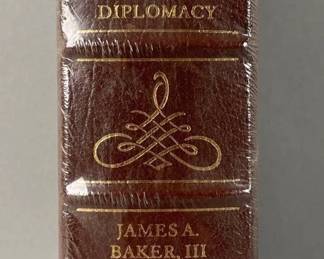 DIPLOMACY
JAMES A.
BAKER, III